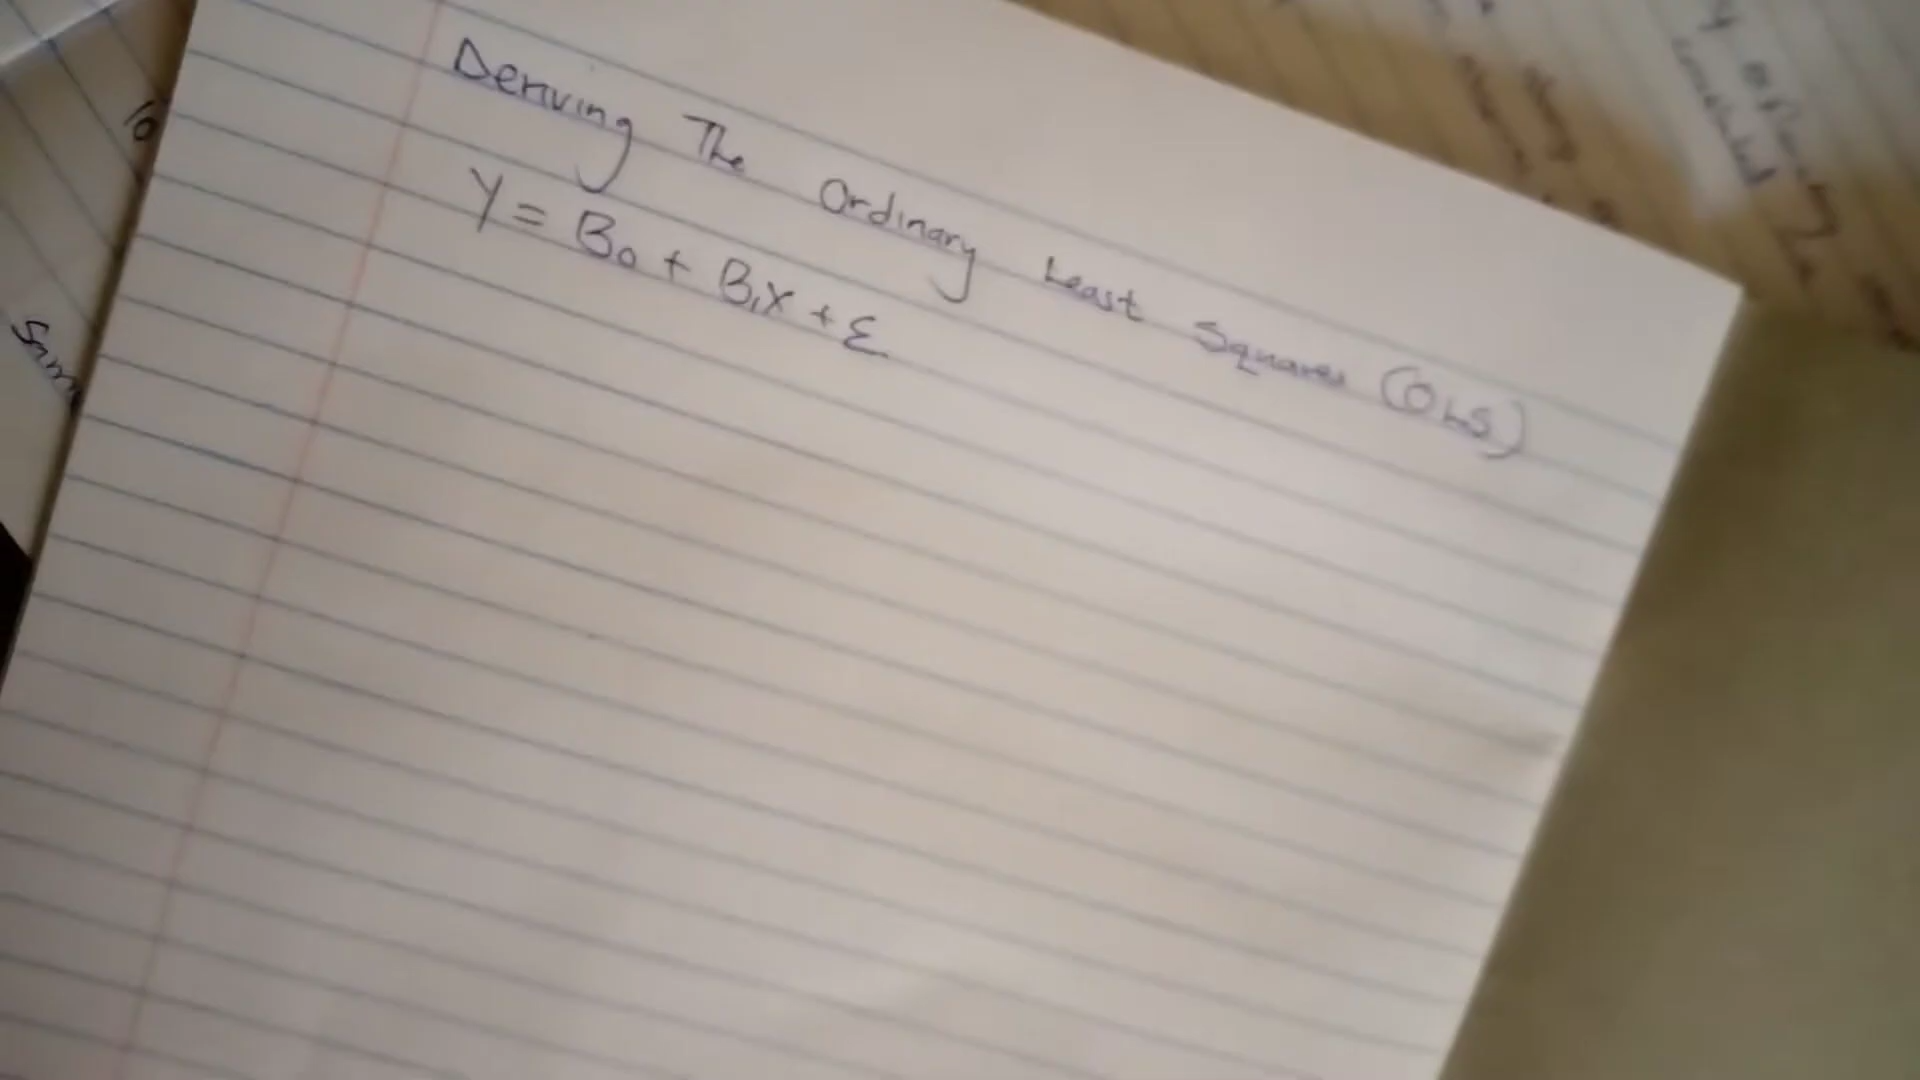 Deriving The Ordinary Least Squares (OLS)
Y = B₀ + B₁x + ε